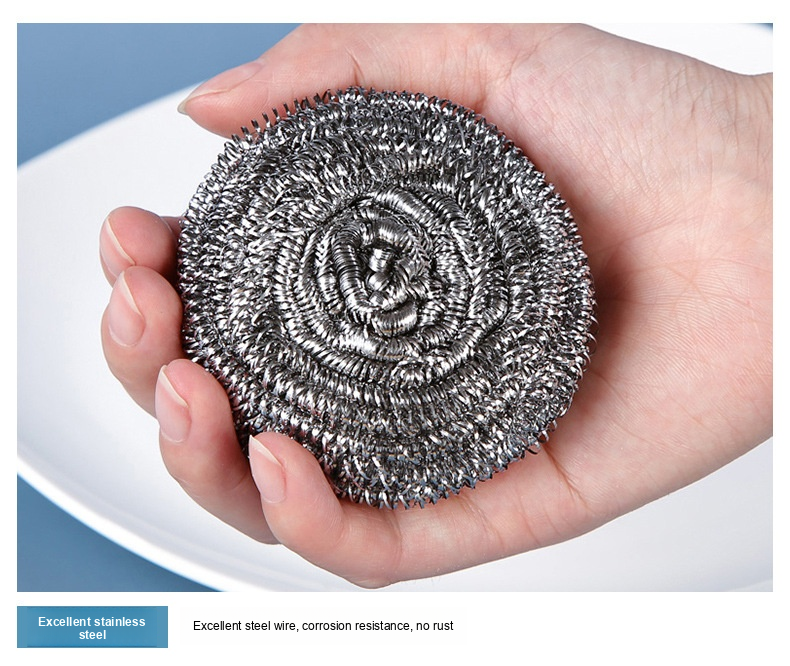 Excellent stainless
steel
Excellent steel wire, corrosion resistance, no rust